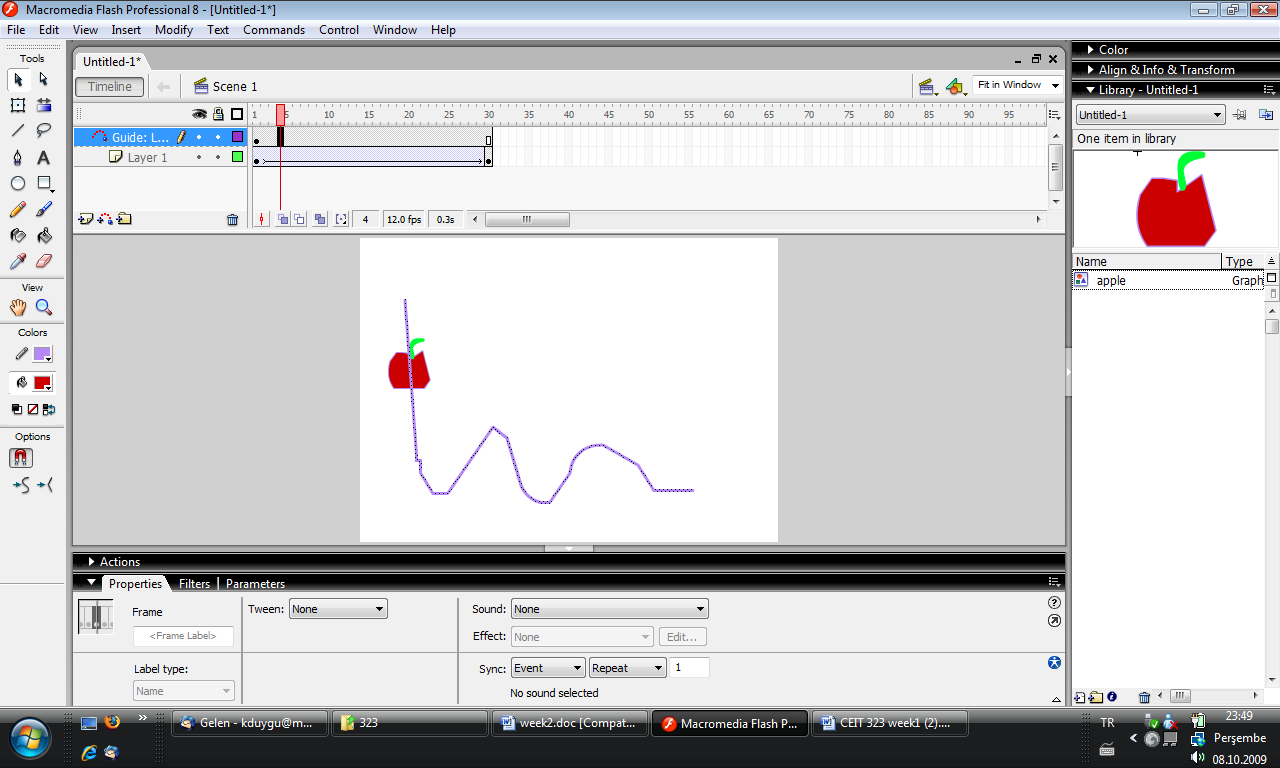 Macromedia Flash Professional 8 - [Untitled-1*]
File Edit View Insert Modify Text Commands Control Window Help
Tools
View
Colors
Options
Untitled-1*
Timeline
Scene 1
Fit in Window
1 5 10 15 20 25 30 35 40 45 50 55 60 65 70 75 80 85 90 95
Guide: L...
Layer 1
4 12.0 fps 0.3s
Color
Align & Info & Transform
Library - Untitled-1
Untitled-1
One item in library
Name Type
apple Graph
Actions
Properties Filters Parameters
Frame
<Frame Label>
Label type:
Name
Tween: None
Sound: None
Effect: None Edit...
Sync: Event Repeat 1
No sound selected
Gelen - kduygu@m...
323
week2.doc [Compat...
Macromedia Flash P...
CEIT 323 week1 (2)....
TR
23:49
Perşembe
08.10.2009